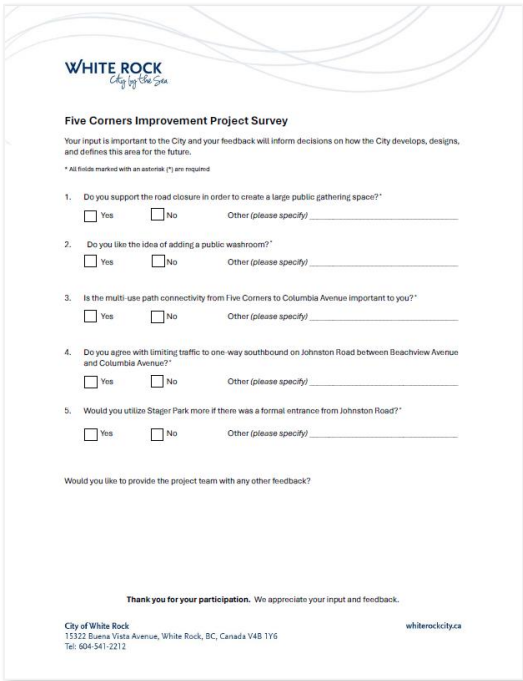 WHITE ROCK
City by the Sea
Five Corners Improvement Project Survey
Your input is important to the City and your feedback will inform decisions on how the City develops, designs,
and defines this area for the future.
* All fields marked with an asterisk (*) are required
1. Do you support the road closure in order to create a large public gathering space?*
Yes No Other (please specify)
2. Do you like the idea of adding a public washroom?*
Yes No Other (please specify)
3. Is the multi-use path connectivity from Five Corners to Columbia Avenue important to you?*
Yes No Other (please specify)
4. Do you agree with limiting traffic to one-way southbound on Johnston Road between Beachview Avenue
and Columbia Avenue?*
Yes No Other (please specify)
5. Would you utilize Stager Park more if there was a formal entrance from Johnston Road?*
Yes No Other (please specify)
Would you like to provide the project team with any other feedback?
Thank you for your participation. We appreciate your input and feedback.
City of White Rock whiterockcity.ca
15322 Buena Vista Avenue, White Rock, BC, Canada V4B 1Y6
Tel: 604-541-2212